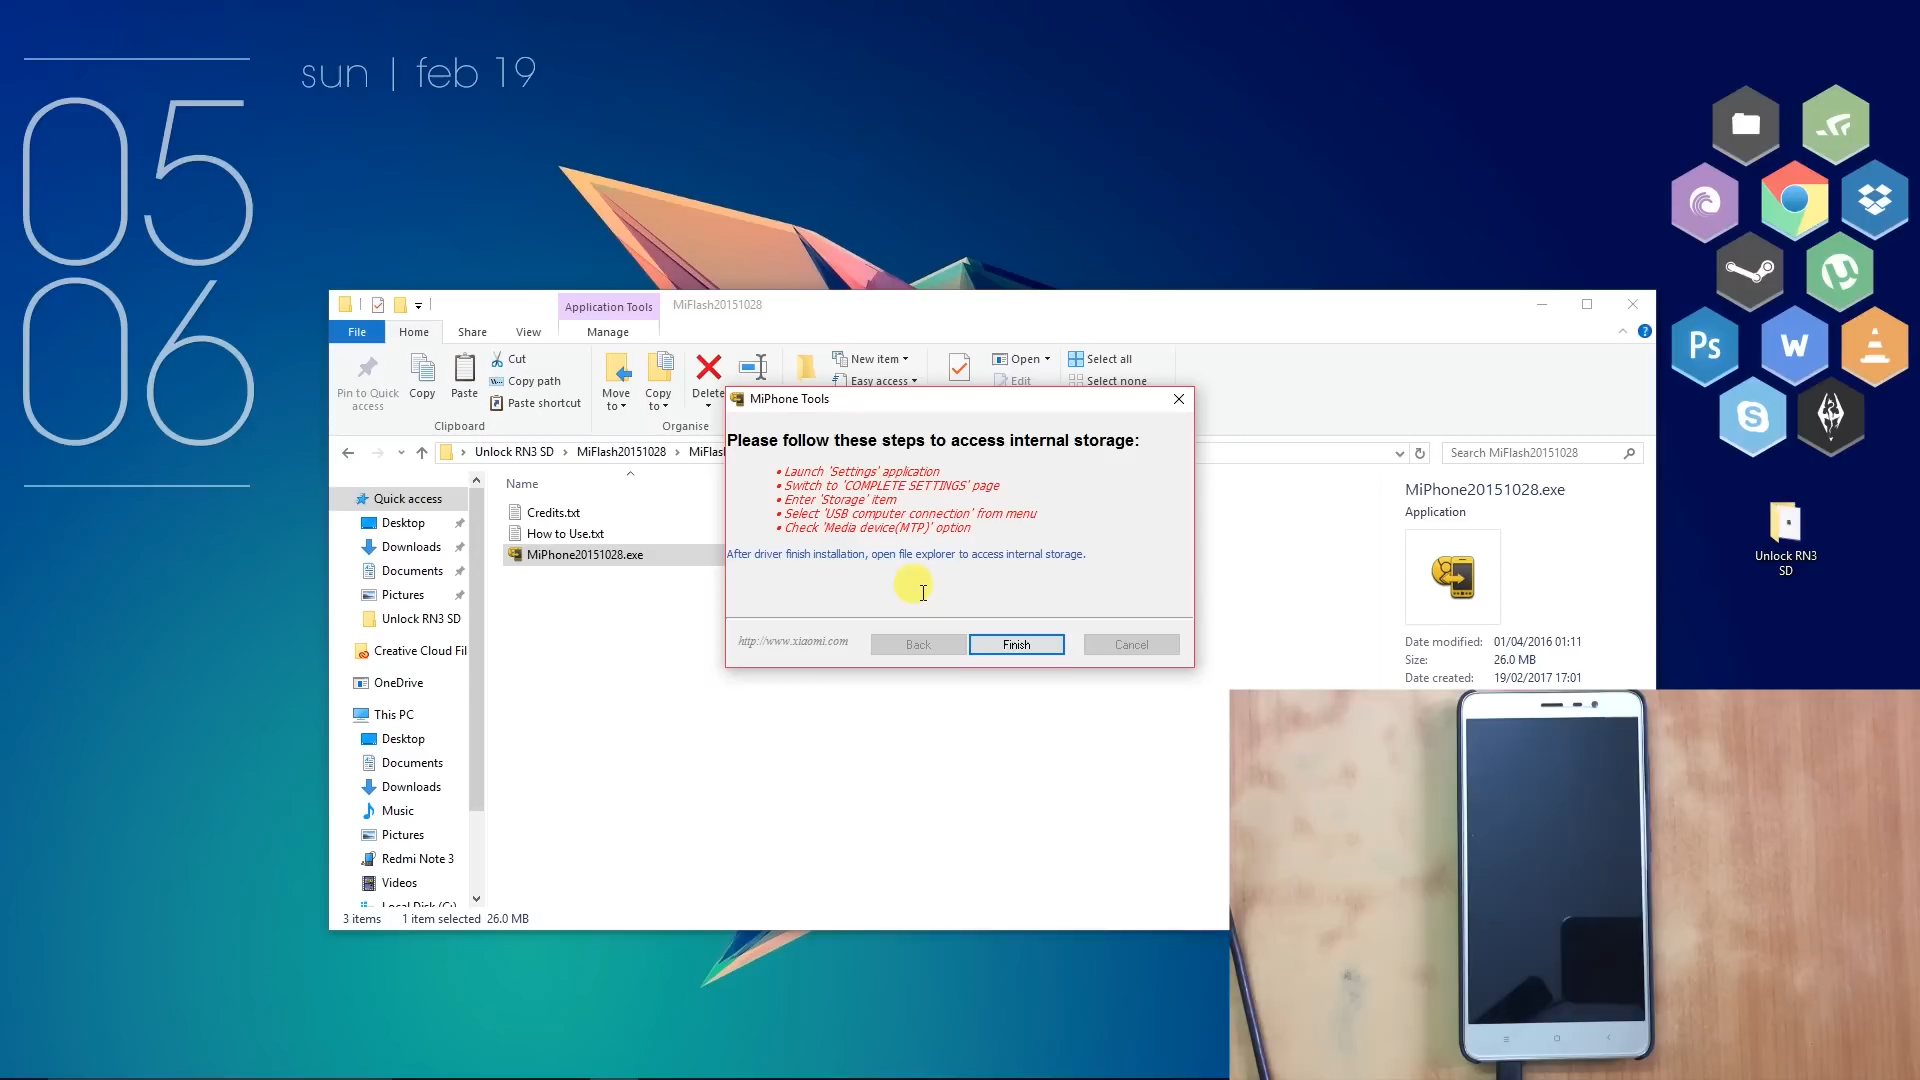 sun | feb 19
05
06
Application Tools
MiFlash20151028
File
Home
Share
View
Manage
Pin to Quick access
Copy
Paste
Cut
Copy path
Paste shortcut
Clipboard
Move to
Copy to
Delete
Organise
New item
Easy access
Open
Edit
Select all
Select none
Unlock RN3 SD
MiFlash20151028
Search MiFlash20151028
Quick access
Desktop
Downloads
Documents
Pictures
Unlock RN3 SD
OneDrive
This PC
Desktop
Documents
Downloads
Music
Pictures
Redmi Note 3
Videos
Name
Credits.txt
How to Use.txt
MiPhone20151028.exe
3 items
1 item selected 26.0 MB
MiPhone Tools
Please follow these steps to access internal storage:
• Launch 'Settings' application
• Switch to 'COMPLETE SETTINGS' page
• Enter 'Storage' item
• Select 'USB computer connection' from menu
• Check 'Media device(MTP)' option
After driver finish installation, open file explorer to access internal storage.
http://www.xiaomi.com
Back
Finish
Cancel
MiPhone20151028.exe
Application
Date modified: 01/04/2016 01:11
Size: 26.0 MB
Date created: 19/02/2017 17:01
Ps
W
Unlock RN3
SD